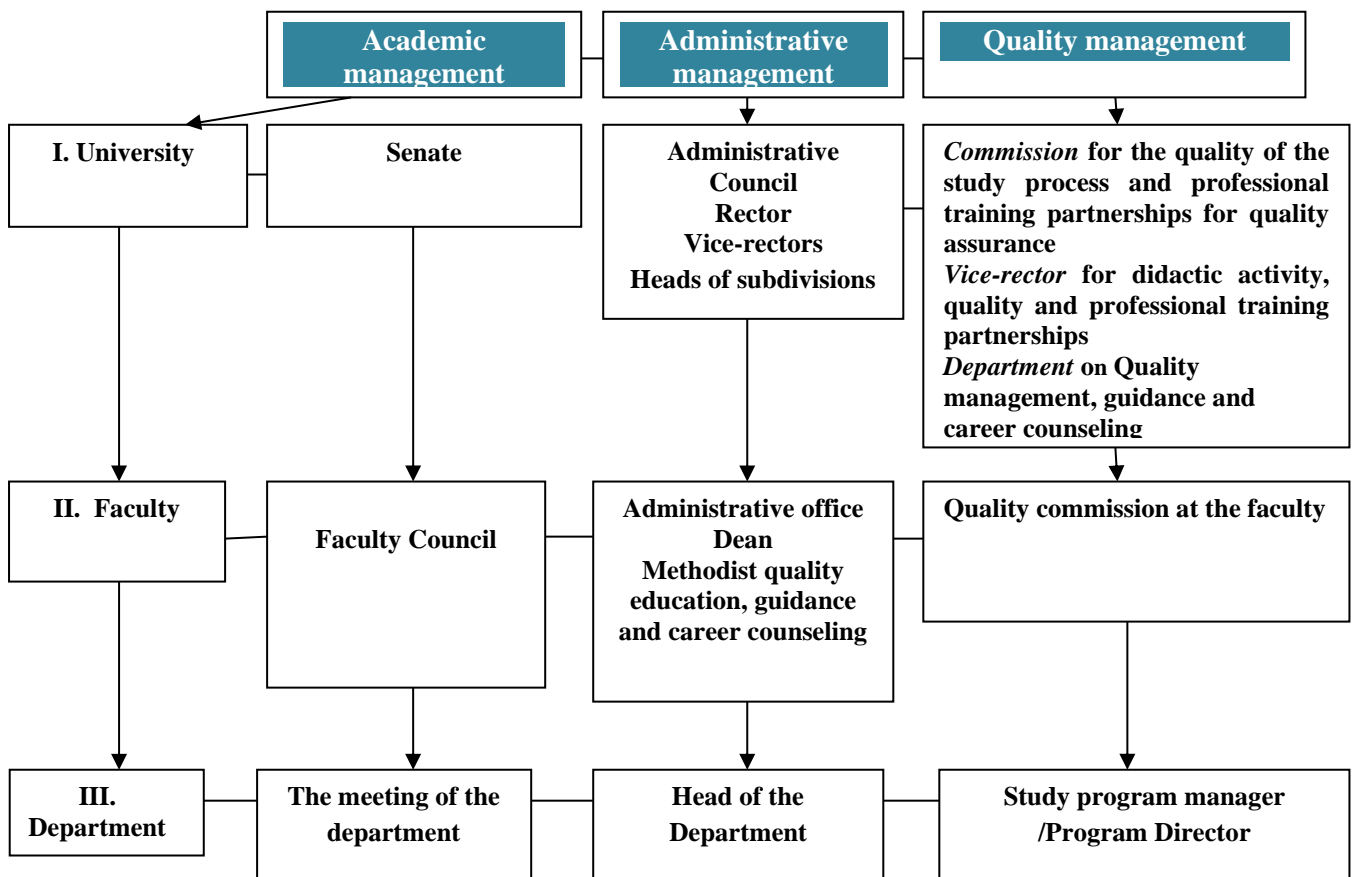 Academic
management
Administrative
management
Quality management
I. University
Senate
Administrative
Council
Rector
Vice-rectors
Heads of subdivisions
Commission for the quality of the
study process and professional
training partnerships for quality
assurance
Vice-rector for didactic activity,
quality and professional training
partnerships
Department on Quality
management, guidance and
career counseling
II. Faculty
Faculty Council
Administrative office
Dean
Methodist quality
education, guidance
and career counseling
Quality commission at the faculty
III.
Department
The meeting of the
department
Head of the
Department
Study program manager
/Program Director